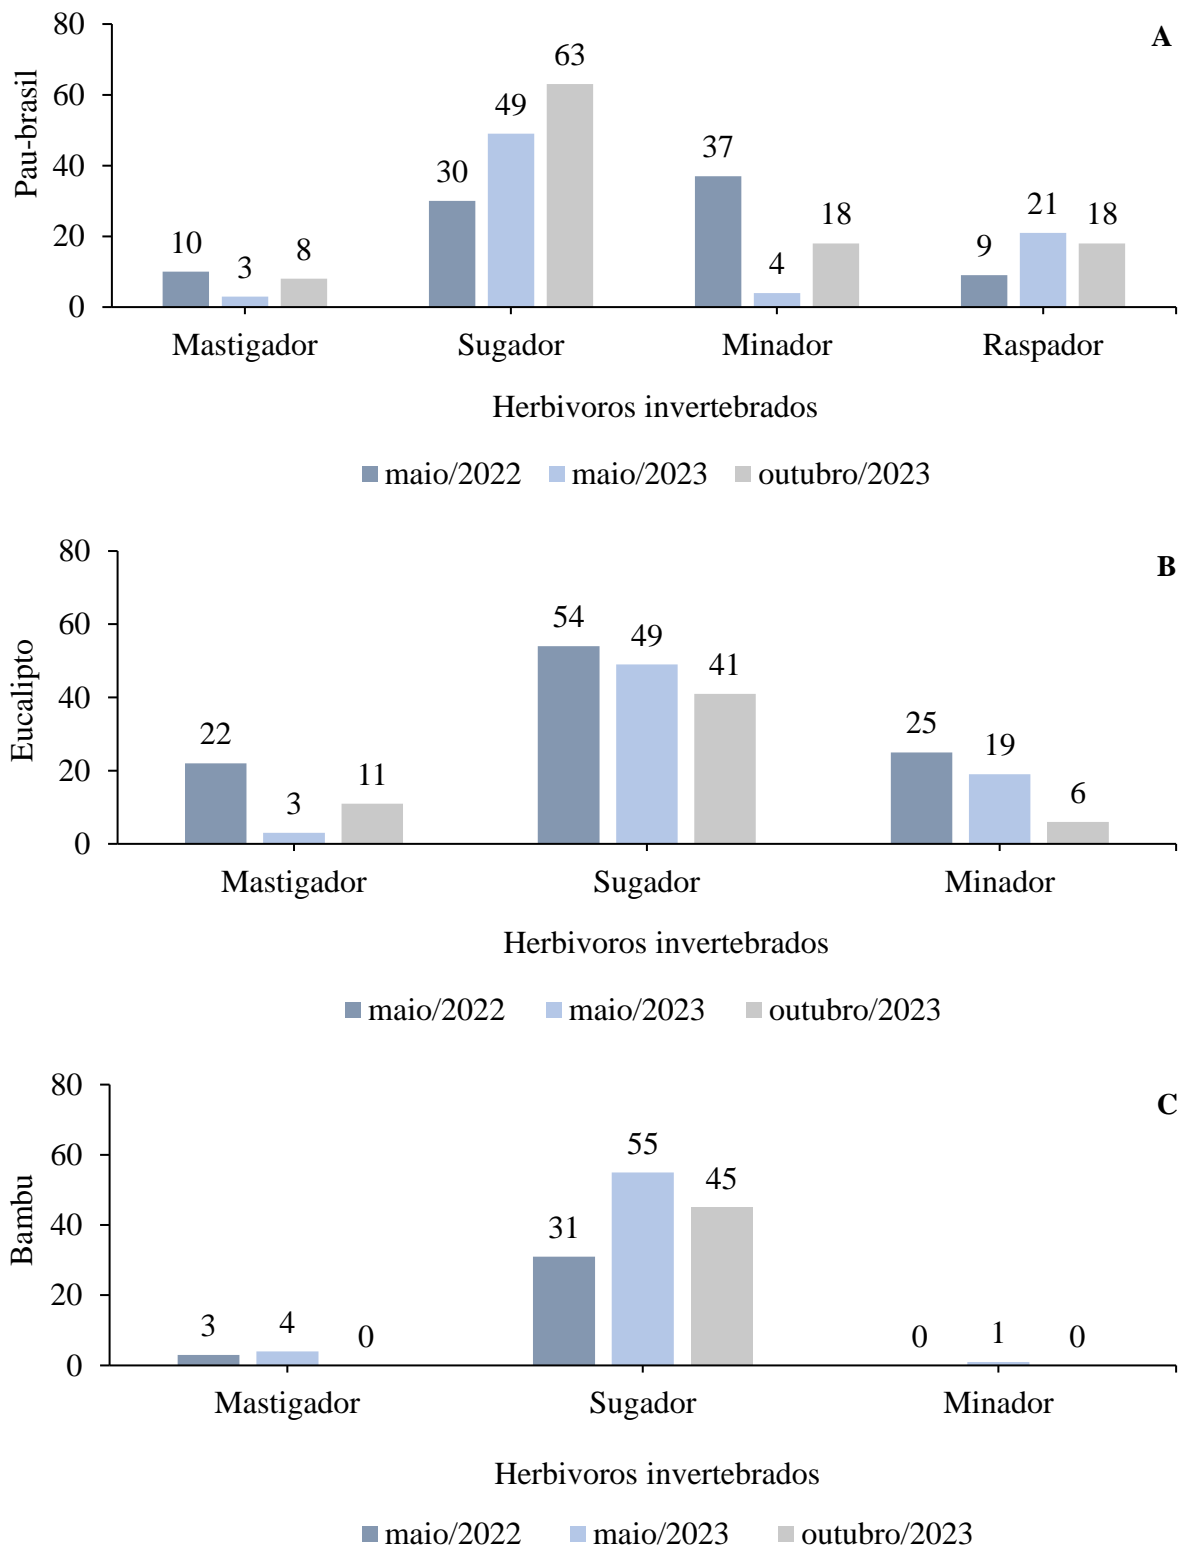 A
Pau-brasil
80
60
40
20
0
10 3 8
30 49 63
37 4 18
9 21 18
Mastigador Sugador Minador Raspador
Herbivoros invertebrados
maio/2022 maio/2023 outubro/2023
B
Eucalipto
80
60
40
20
0
22 3 11
54 49 41
25 19 6
Mastigador Sugador Minador
Herbivoros invertebrados
maio/2022 maio/2023 outubro/2023
C
Bambu
80
60
40
20
0
3 4 0
31 55 45
0 1 0
Mastigador Sugador Minador
Herbivoros invertebrados
maio/2022 maio/2023 outubro/2023